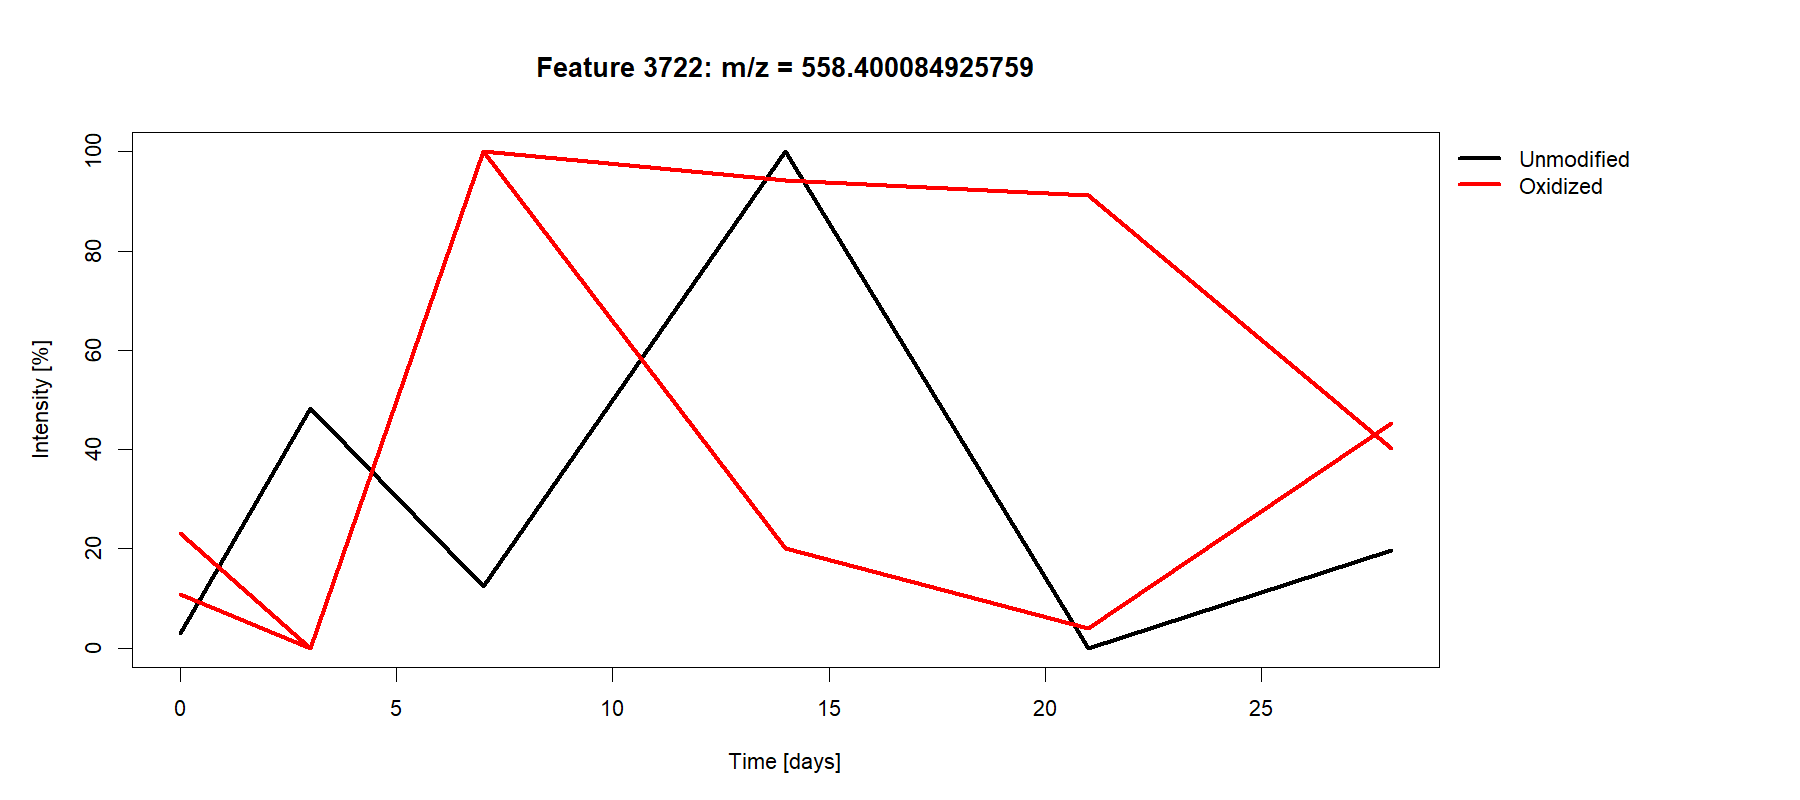 Feature 3722: m/z = 558.400084925759
Unmodified
Oxidized
Intensity [%]
100
80
60
40
20
0
0 5 10 15 20 25
Time [days]